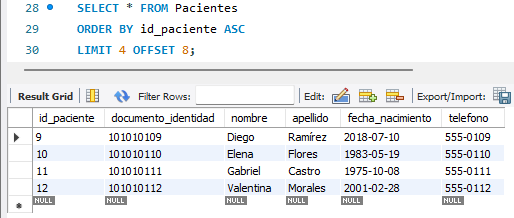 28 SELECT * FROM Pacientes
29 ORDER BY id_paciente ASC
30 LIMIT 4 OFFSET 8;
Result Grid Filter Rows: Edit: Export/Import:
id_paciente documento_identidad nombre apellido fecha_nacimiento telefono
9 101010109 Diego Ramírez 2018-07-10 555-0109
10 101010110 Elena Flores 1983-05-19 555-0110
11 101010111 Gabriel Castro 1975-10-08 555-0111
12 101010112 Valentina Morales 2001-02-28 555-0112
NULL NULL NULL NULL NULL NULL